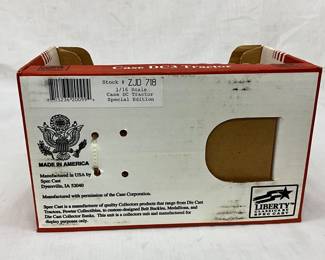 Case DC3 Tractor
Stock # ZJD 718
1/16 Scale
Case DC Tractor
Special Edition
MADE IN AMERICA
Manufactured in USA by
Spec Cast
Dyersville, IA 52040
Manufactured with permission of the Case Corporation.
Spec Cast is a manufacturer of quality Collectors products that range from Die Cast
Tractors, Pewter Collectibles, to custom-designed Belt Buckles, Medallions, and
Die Cast Collector Banks. This unit is a collectors unit and manufactured for
display purposes only.
LIBERTY
SPEC CAST